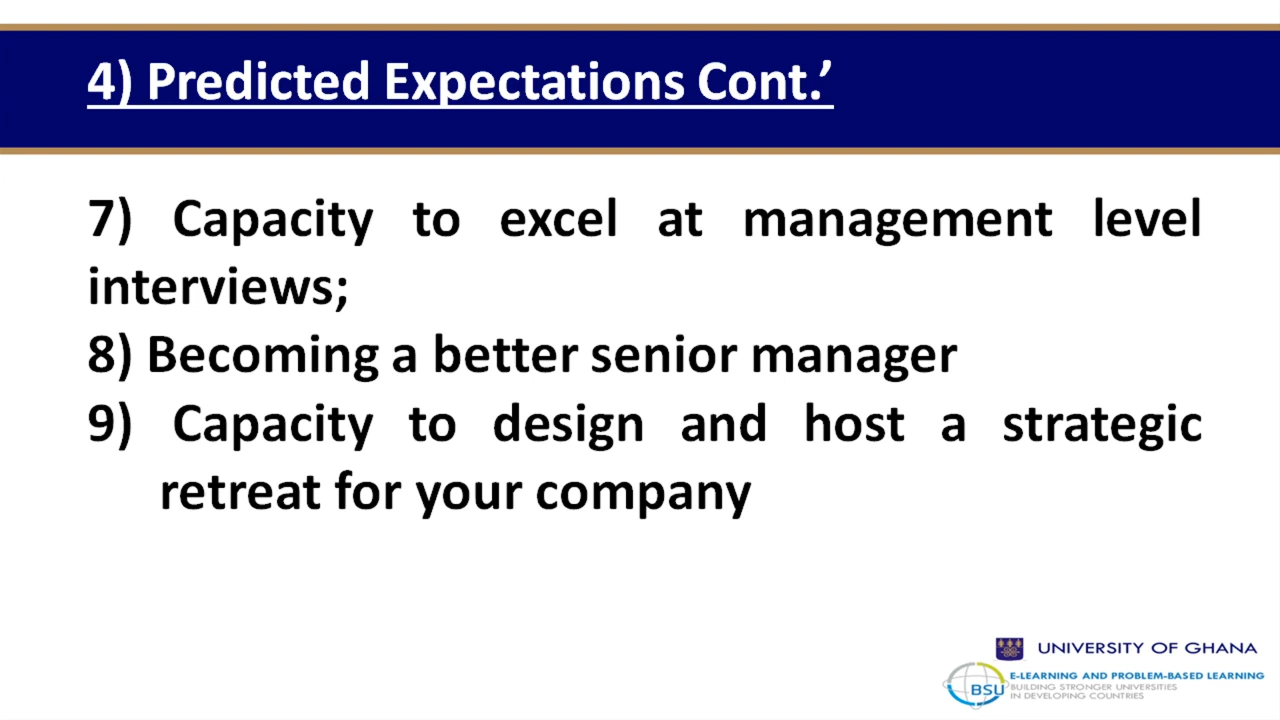 4) Predicted Expectations Cont.’
7) Capacity to excel at management level
interviews;
8) Becoming a better senior manager
9) Capacity to design and host a strategic
retreat for your company
UNIVERSITY OF GHANA
BSU
E-LEARNING AND PROBLEM-BASED LEARNING
BUILDING STRONGER UNIVERSITIES
IN DEVELOPING COUNTRIES